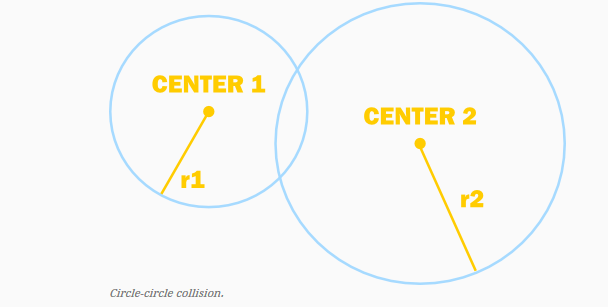 CENTER 1
r1
CENTER 2
r2
Circle-circle collision.